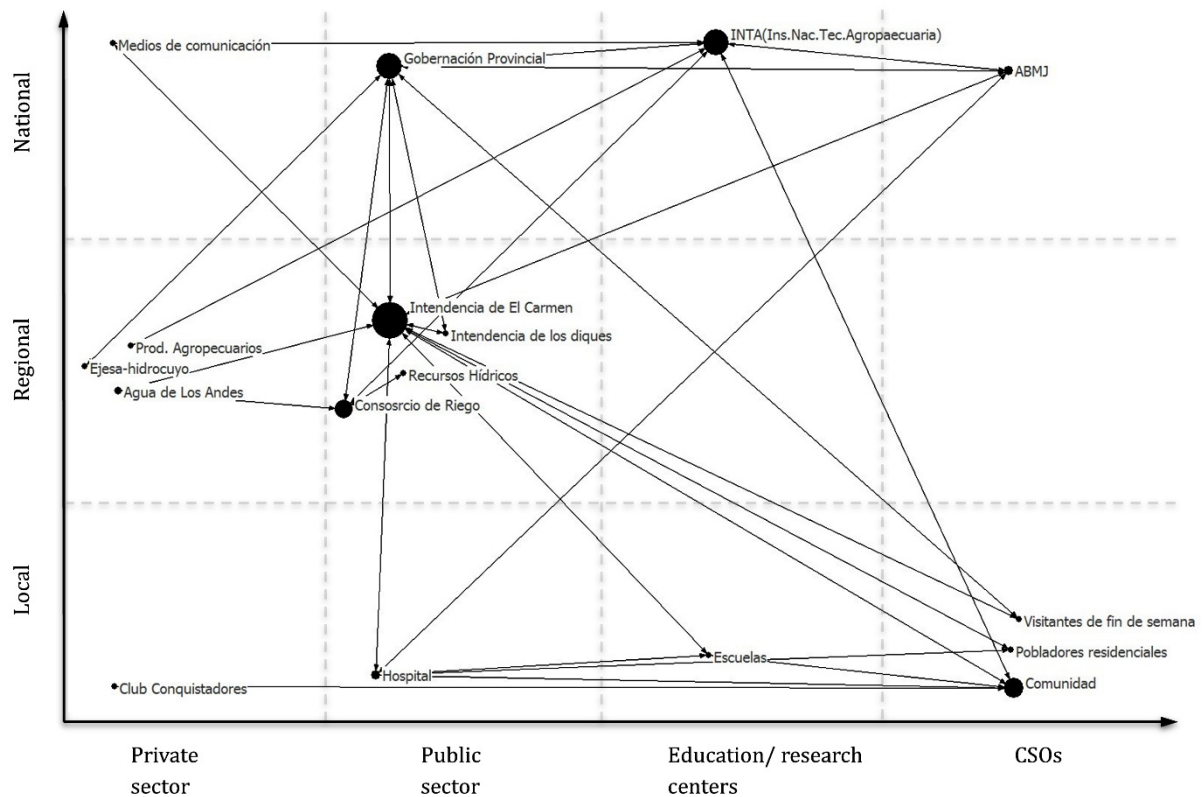 INTA(Ins.Nac.Tec.Agropaecuaria)
Medios de comunicación
Gobernación Provincial
ABMJ
National
Intendencia de El Carmen
Intendencia de los diques
Prod. Agropecuarios
Ejesa-hidrocuyo
Recursos Hídricos
Agua de Los Andes
Consosrcio de Riego
Regional
Visitantes de fin de semana
Pobladores residenciales
Escuelas
Hospital
Comunidad
Club Conquistadores
Local
Private
sector
Public
sector
Education/ research
centers
CSOs